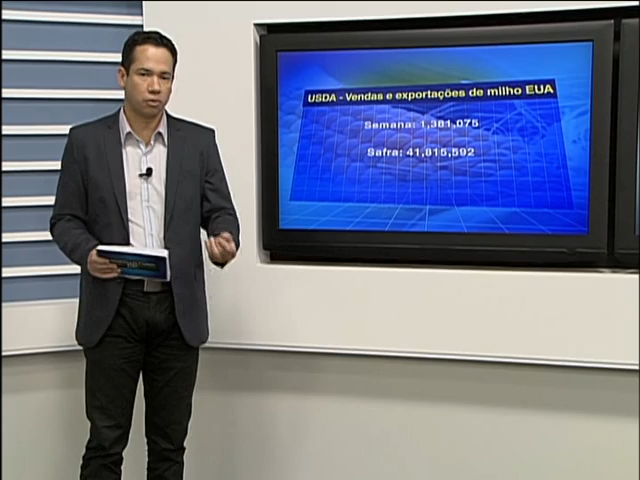 USDA - Vendas e exportações de milho EUA
Semana: 1,381,075
Safra: 41,815,592